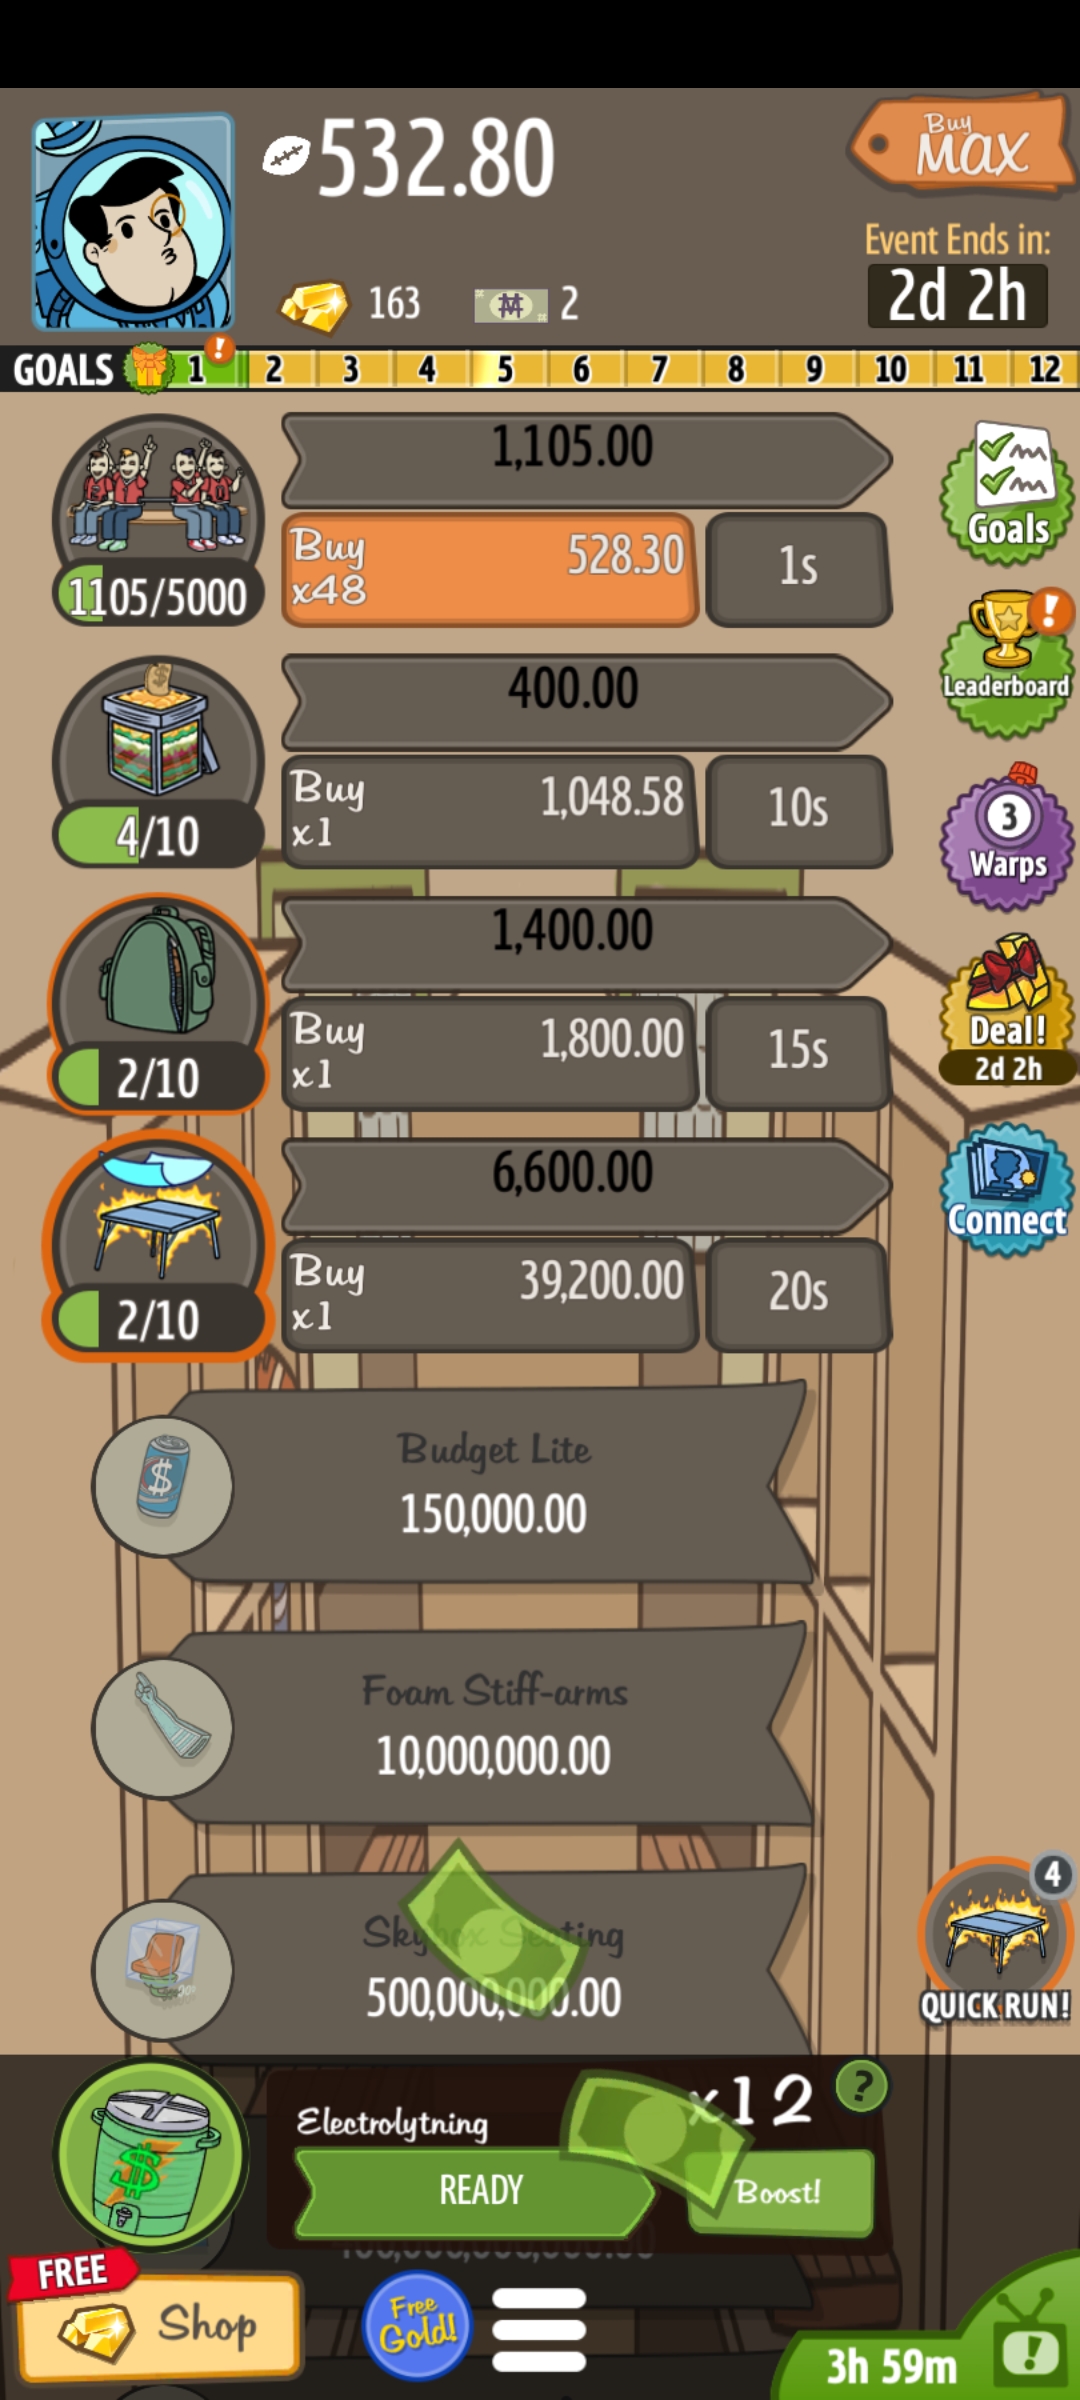 532.80
Buy
MAX
Event Ends in:
2d 2h
163
2
GOALS 1 ! 2 3 4 5 6 7 8 9 10 11 12
1,105.00
Buy
x48
528.30
1s
1105/5000
Goals
400.00
Buy
x1
1,048.58
10s
4/10
!
Leaderboard
3
Warps
1,400.00
Buy
x1
1,800.00
15s
2/10
Deal!
2d 2h
6,600.00
Buy
x1
39,200.00
20s
2/10
Connect
$
Budget Lite
150,000.00
Foam Stiff-arms
10,000,000.00
Skybox Seating
500,000,000.00
4
QUICK RUN!
Electrolytning
x12
?
$
READY
Boost!
FREE
Shop
Free
Gold!
3h 59m
!